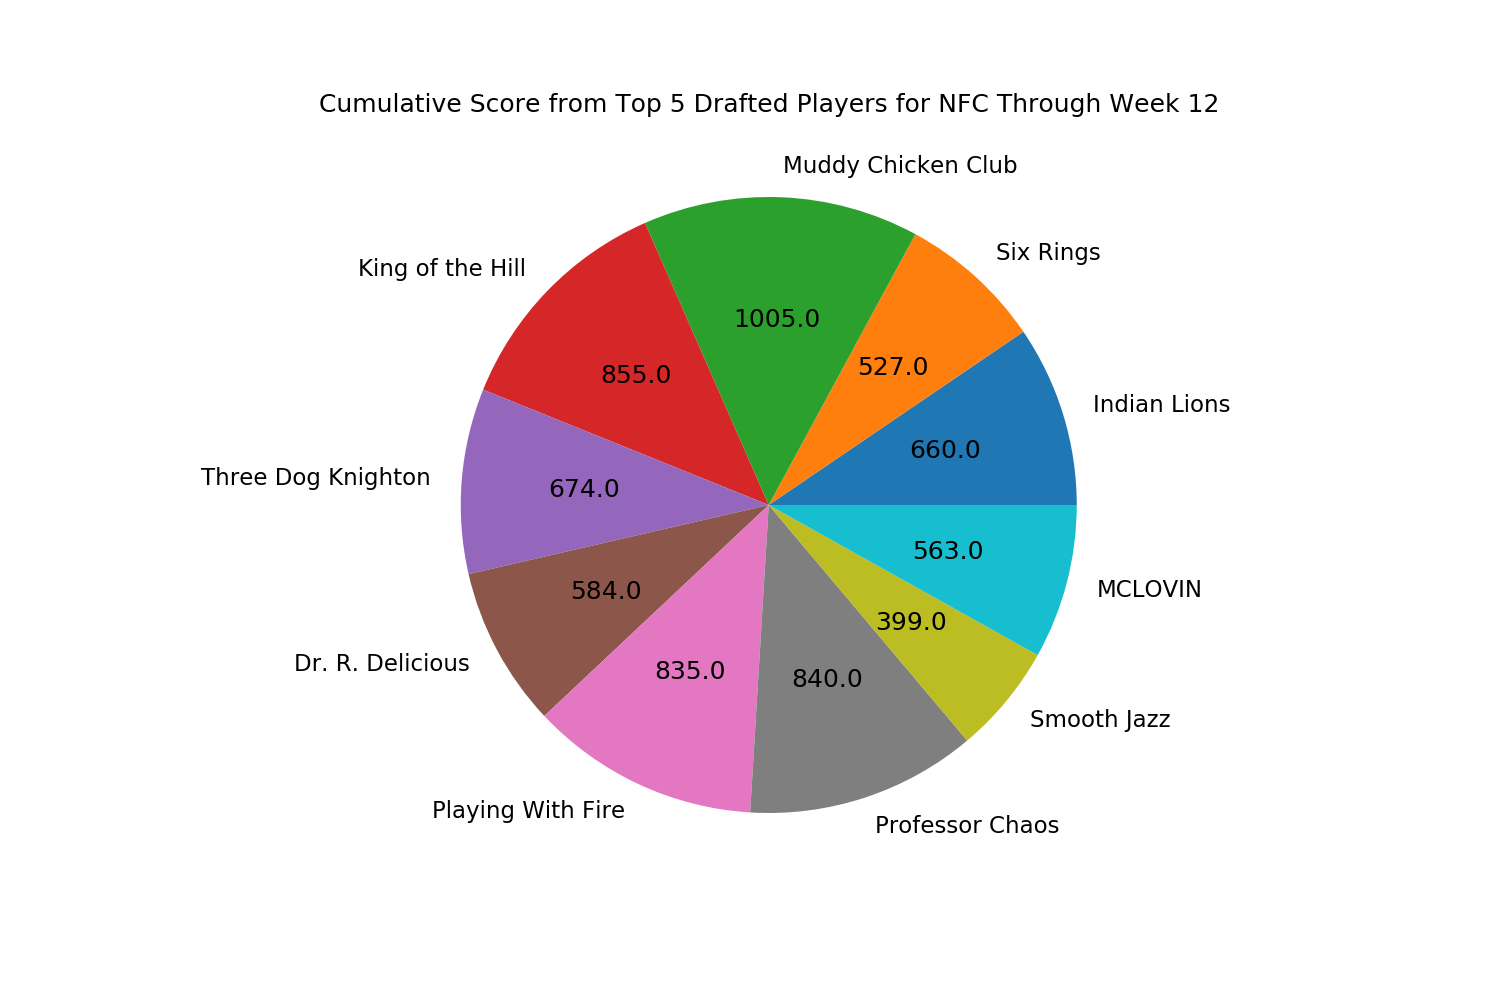 Cumulative Score from Top 5 Drafted Players for NFC Through Week 12
Muddy Chicken Club
Six Rings
King of the Hill
1005.0
527.0
855.0
Indian Lions
660.0
Three Dog Knighton
674.0
563.0
584.0
MCLOVIN
399.0
Dr. R. Delicious
835.0
840.0
Smooth Jazz
Playing With Fire
Professor Chaos